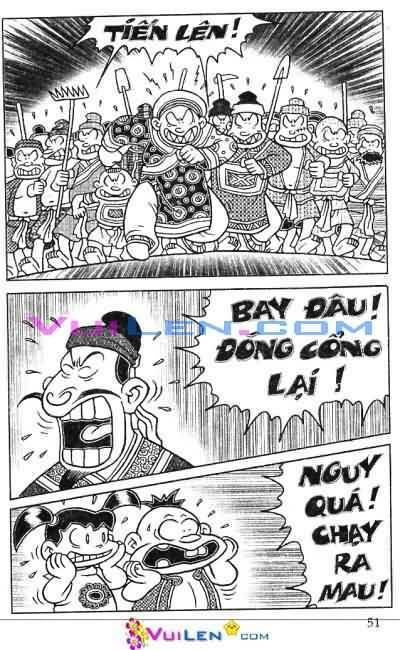 TIẾN LÊN!
BAY ĐÂU!
ĐÓNG CỔNG
LẠI!
VuiLen.com
NGUY
QUÁ!
CHẠY
RA
MAU!
51
VuiLen.com